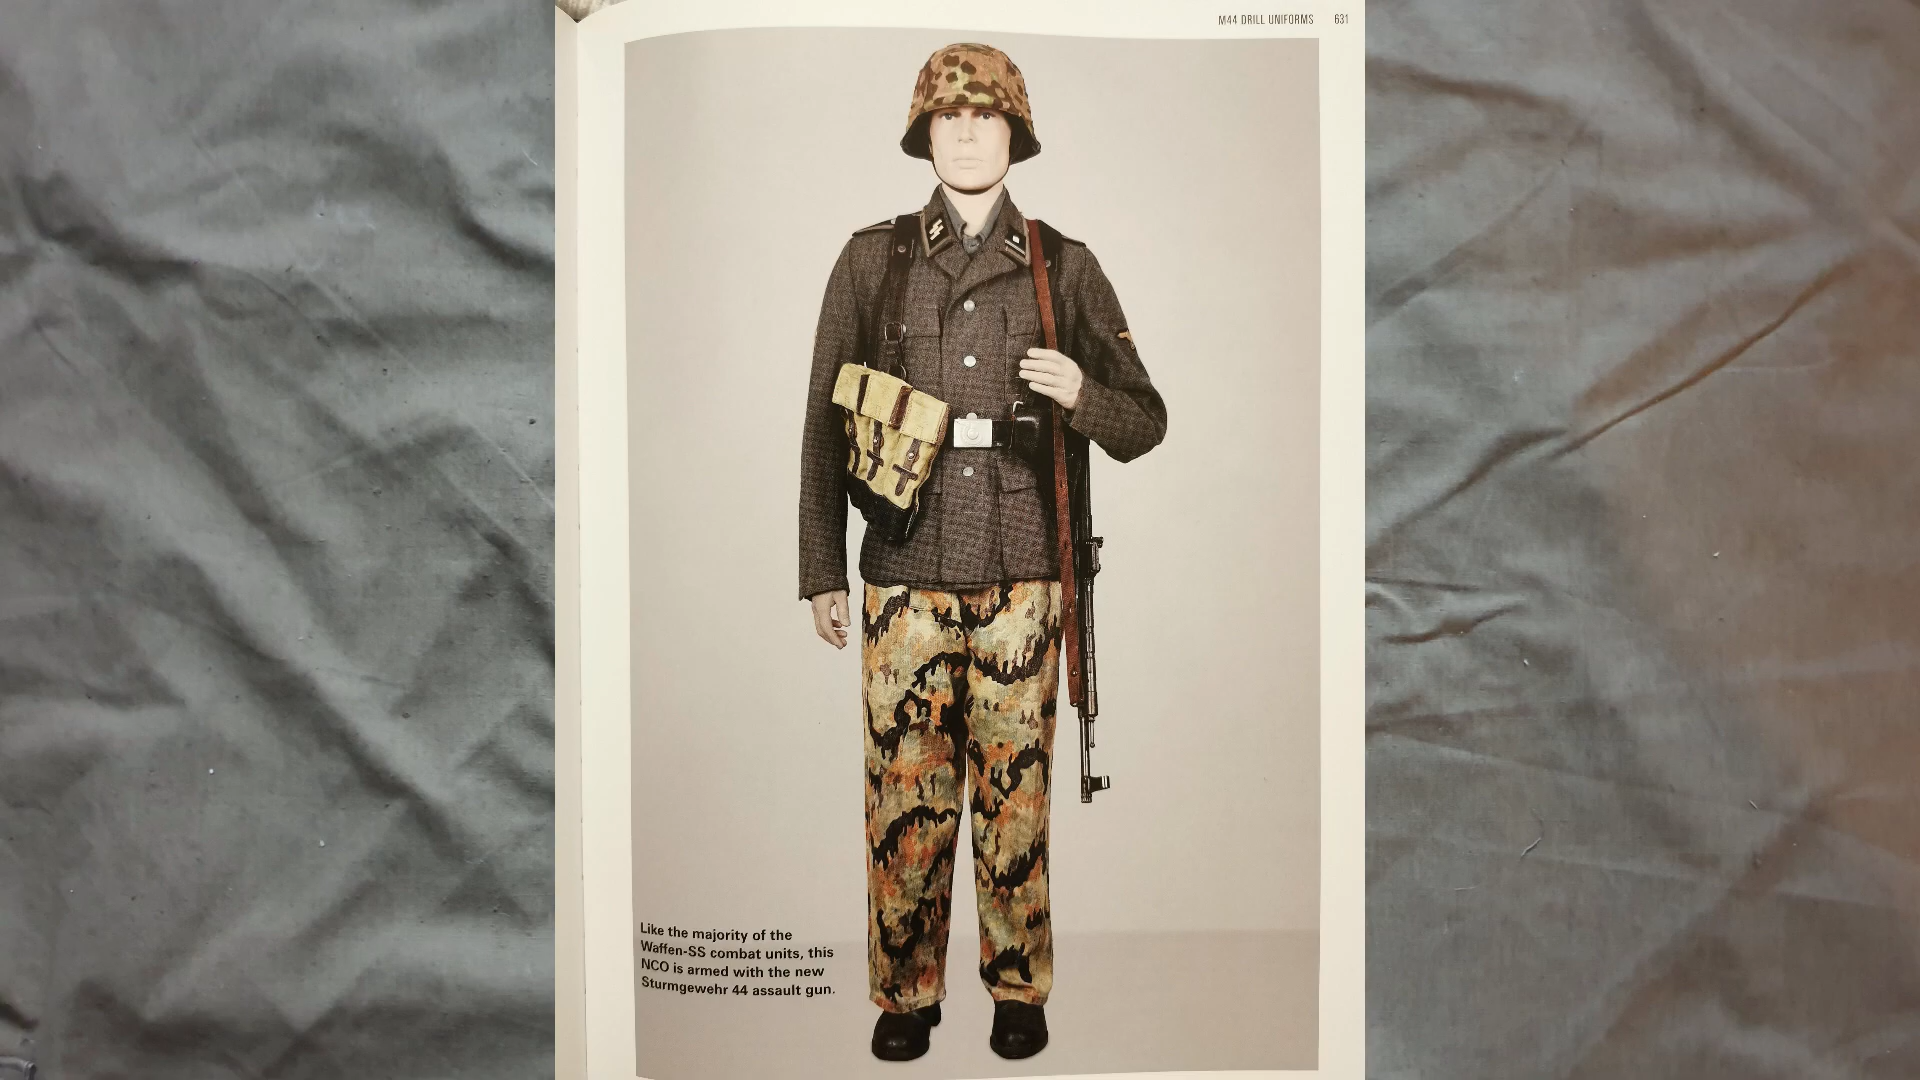 M44 DRILL UNIFORMS 631
Like the majority of the
Waffen-SS combat units, this
NCO is armed with the new
Sturmgewehr 44 assault gun.